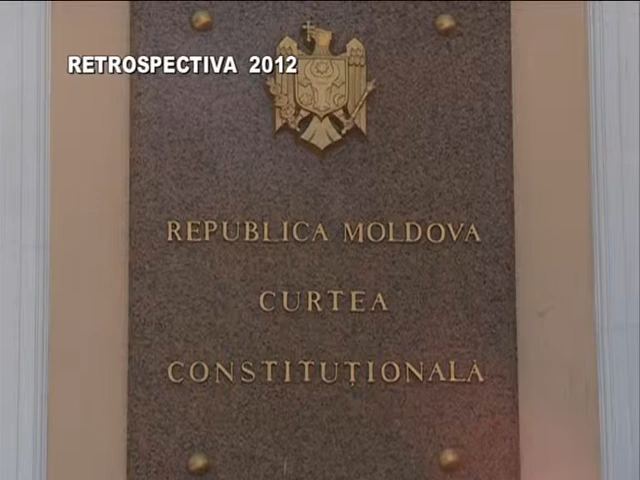 RETROSPECTIVA 2012
REPUBLICA MOLDOVA
CURTEA
CONSTITUȚIONALĂ